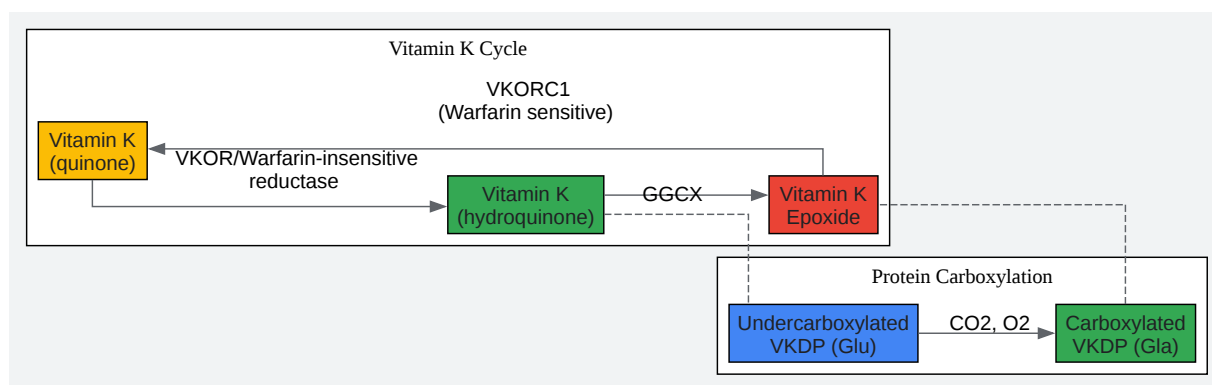 Vitamin K Cycle
VKORC1
(Warfarin sensitive)
Vitamin K
(quinone)
VKOR/Warfarin-insensitive
reductase
Vitamin K
(hydroquinone)
GGCX
Vitamin K
Epoxide
Protein Carboxylation
Undercarboxylated
VKDP (Glu)
CO2, O2
Carboxylated
VKDP (Gla)